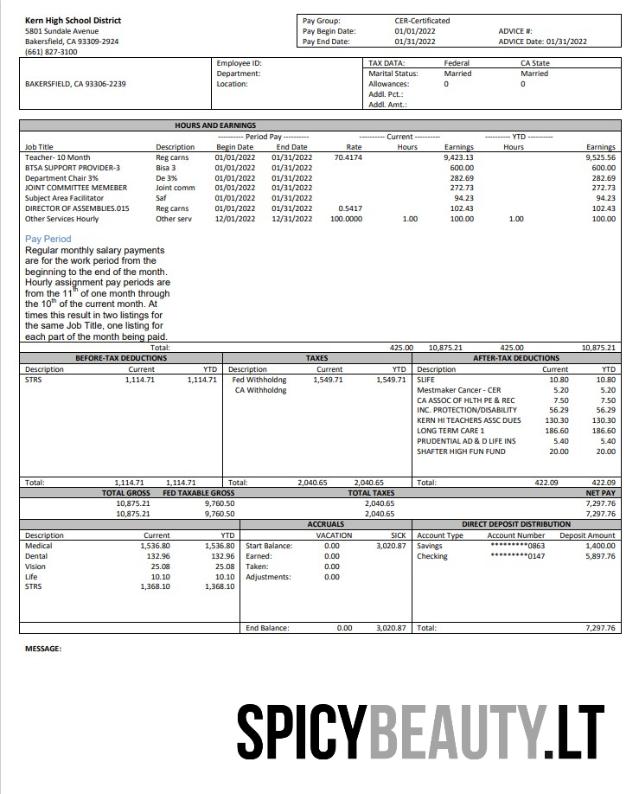 Kern High School District
5801 Sundale Avenue
Bakersfield, CA 93309-2924
(661) 827-3100
Pay Group: CER-Certificated
Pay Begin Date: 01/01/2022 ADVICE #:
Pay End Date: 01/31/2022 ADVICE Date: 01/31/2022
BAKERSFIELD, CA 93306-2239
Employee ID:
Department:
Location:
TAX DATA: Federal CA State
Marital Status: Married Married
Allowances: 0 0
Addl. Pct.:
Addl. Amt.:
HOURS AND EARNINGS
---------- Period Pay ---------- ---------- Current ---------- ---------- YTD ----------
Job Title Description Begin Date End Date Rate Hours Earnings Hours Earnings
Teacher- 10 Month Reg carns 01/01/2022 01/31/2022 70.4174 9,423.13 9,525.56
BTSA SUPPORT PROVIDER-3 Bisa 3 01/01/2022 01/31/2022 600.00 600.00
Department Chair 3% De 3% 01/01/2022 01/31/2022 282.69 282.69
JOINT COMMITTEE MEMEBER Joint comm 01/01/2022 01/31/2022 272.73 272.73
Subject Area Facilitator Saf 01/01/2022 01/31/2022 94.23 94.23
DIRECTOR OF ASSEMBLIES.015 Reg carns 01/01/2022 01/31/2022 0.5417 102.43 102.43
Other Services Hourly Other serv 12/01/2022 12/31/2022 100.0000 1.00 100.00 1.00 100.00
Pay Period
Regular monthly salary payments
are for the work period from the
beginning to the end of the month.
Hourly assignment pay periods are
from the 11th of one month through
the 10th of the current month. At
times this result in two listings for
the same Job Title, one listing for
each part of the month being paid.
Total: 425.00 10,875.21 425.00 10,875.21
BEFORE-TAX DEDUCTIONS
Description Current YTD
STRS 1,114.71 1,114.71
Total: 1,114.71 1,114.71
TAXES
Description Current YTD
Fed Withholdng 1,549.71 1,549.71
CA Withholdng
Total: 2,040.65 2,040.65
AFTER-TAX DEDUCTIONS
Description Current YTD
SLIFE 10.80 10.80
Mestmaker Cancer - CER 5.20 5.20
CA ASSOC OF HLTH PE & REC 7.50 7.50
INC. PROTECTION/DISABILITY 56.29 56.29
KERN HI TEACHERS ASSC DUES 130.30 130.30
LONG TERM CARE 1 186.60 186.60
PRUDENTIAL AD & D LIFE INS 5.40 5.40
SHAFTER HIGH FUN FUND 20.00 20.00
Total: 422.09 422.09
TOTAL GROSS FED TAXABLE GROSS TOTAL TAXES NET PAY
10,875.21 9,760.50 2,040.65 7,297.76
10,875.21 9,760.50 2,040.65 7,297.76
Description Current YTD
Medical 1,536.80 1,536.80
Dental 132.96 132.96
Vision 25.08 25.08
Life 10.10 10.10
STRS 1,368.10 1,368.10
ACCRUALS
VACATION SICK
Start Balance: 0.00 3,020.87
Earned: 0.00
Taken: 0.00
Adjustments: 0.00
End Balance: 0.00 3,020.87
DIRECT DEPOSIT DISTRIBUTION
Account Type Account Number Deposit Amount
Savings *********0863 1,400.00
Checking *********0147 5,897.76
Total: 7,297.76
MESSAGE:
SPICYBEAUTY.LT